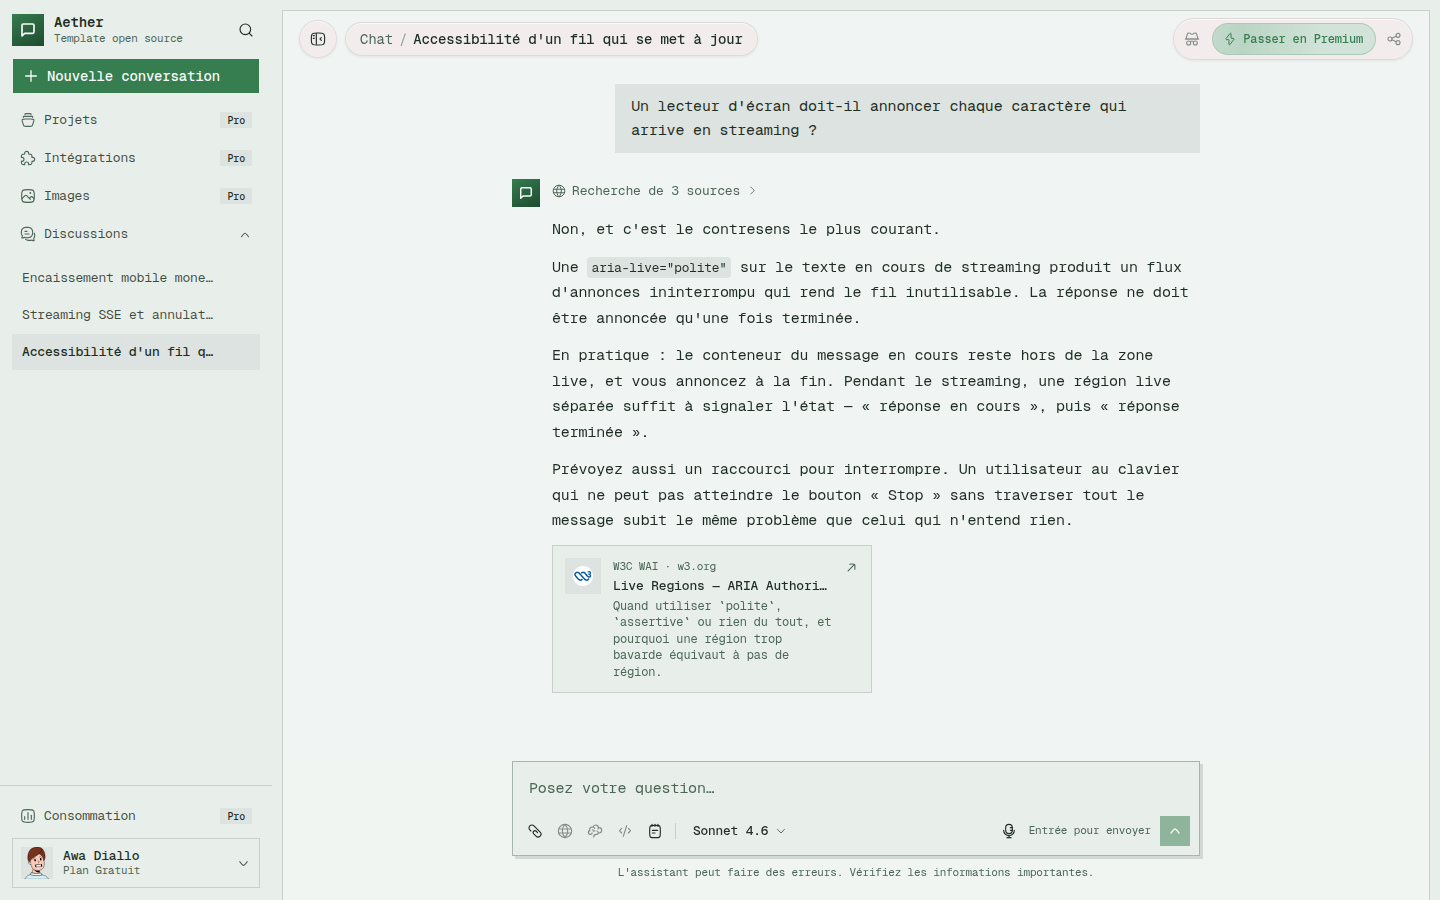 Aether
Template open source
Nouvelle conversation
Projets Pro
Intégrations Pro
Images Pro
Discussions
Encaissement mobile mone…
Streaming SSE et annulat…
Accessibilité d'un fil q…
Consommation Pro
Awa Diallo
Plan Gratuit
Chat / Accessibilité d'un fil qui se met à jour
Passer en Premium
Un lecteur d'écran doit-il annoncer chaque caractère qui
arrive en streaming ?
Recherche de 3 sources
Non, et c'est le contresens le plus courant.
Une aria-live="polite" sur le texte en cours de streaming produit un flux
d'annonces ininterrompu qui rend le fil inutilisable. La réponse ne doit
être annoncée qu'une fois terminée.
En pratique : le conteneur du message en cours reste hors de la zone
live, et vous annoncez à la fin. Pendant le streaming, une région live
séparée suffit à signaler l'état — « réponse en cours », puis « réponse
terminée ».
Prévoyez aussi un raccourci pour interrompre. Un utilisateur au clavier
qui ne peut pas atteindre le bouton « Stop » sans traverser tout le
message subit le même problème que celui qui n'entend rien.
W3C WAI · w3.org
Live Regions — ARIA Authori…
Quand utiliser `polite`,
`assertive` ou rien du tout, et
pourquoi une région trop
bavarde équivaut à pas de
région.
Posez votre question…
Sonnet 4.6
Entrée pour envoyer
L'assistant peut faire des erreurs. Vérifiez les informations importantes.